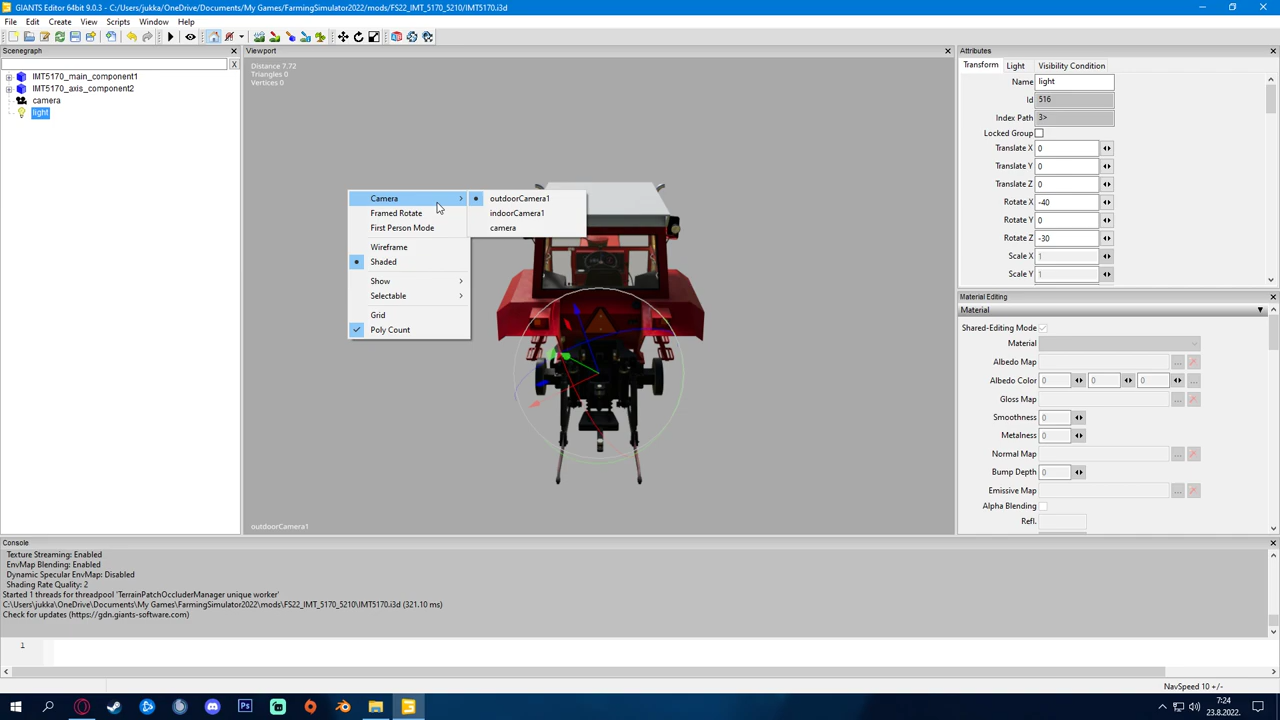 GIANTS Editor 64bit 9.0.3 - C:/Users/jukka/OneDrive/Documents/My Games/FarmingSimulator2022/mods/FS22_IMT_5170_5210/IMT5170.i3d
File Edit Create View Scripts Window Help
Scenegraph
X
IMT5170_main_component1
IMT5170_axis_component2
camera
light
Viewport
Distance 7.72
Triangles 0
Vertices 0
Camera
Framed Rotate
First Person Mode
Wireframe
Shaded
Show
Selectable
Grid
Poly Count
outdoorCamera1
indoorCamera1
camera
outdoorCamera1
Attributes
Transform Light Visibility Condition
Name light
Id 516
Index Path 3>
Locked Group
Translate X 0
Translate Y 0
Translate Z 0
Rotate X -40
Rotate Y 0
Rotate Z -30
Scale X 1
Scale Y 1
Material Editing
Material
Shared-Editing Mode
Material
Albedo Map ...
Albedo Color 0 0 0 ...
Gloss Map ...
Smoothness 0
Metalness 0
Normal Map ...
Bump Depth 0
Emissive Map ...
Alpha Blending
Refl.
Console
Texture Streaming: Enabled
EnvMap Blending: Enabled
Dynamic Specular EnvMap: Disabled
Shading Rate Quality: 2
Started 1 threads for threadpool 'TerrainPatchOccluderManager unique worker'
C:\Users\jukka\OneDrive\Documents\My Games\FarmingSimulator2022\mods\FS22_IMT_5170_5210\IMT5170.i3d (321.10 ms)
Check for updates (https://gdn.giants-software.com)
1
NavSpeed 10 +/-
7:24
23.8.2022.